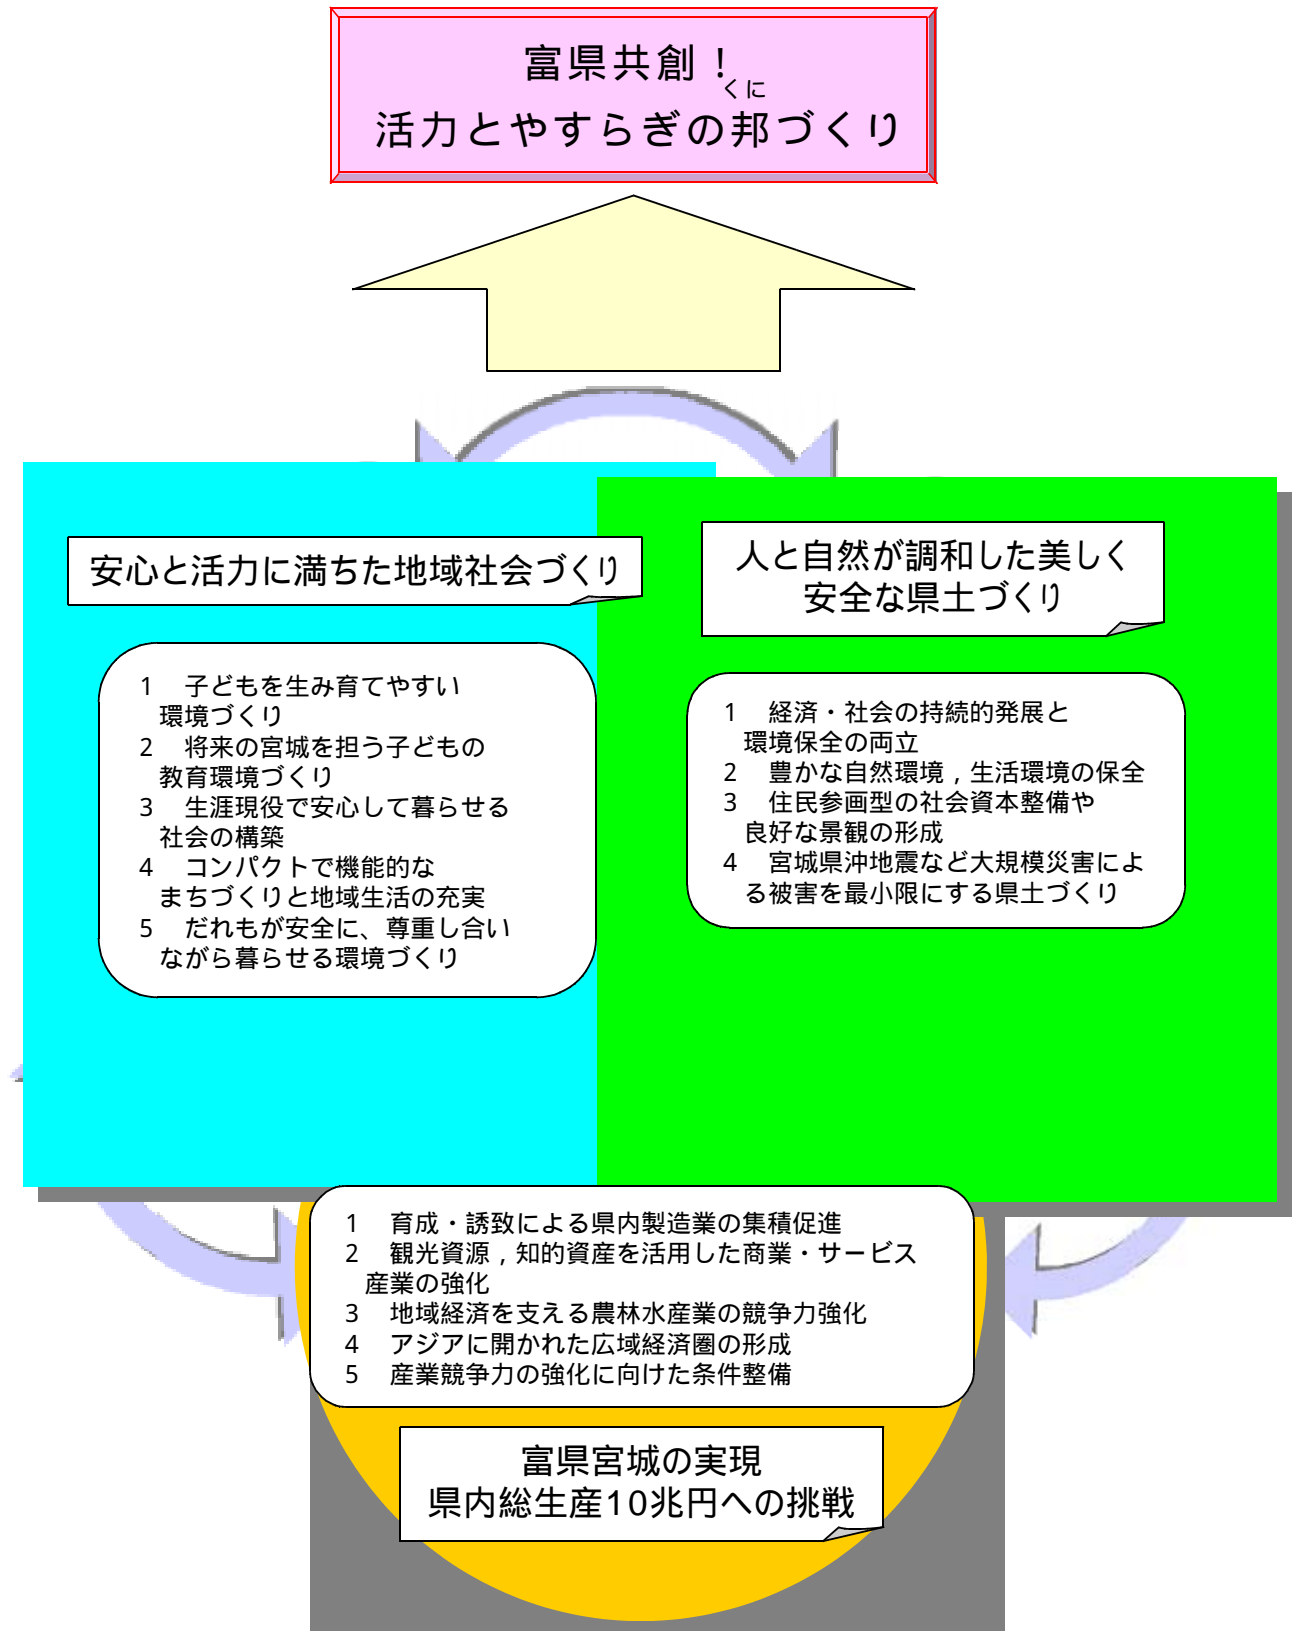 富県共創！
くに
活力とやすらぎの邦づくり
安心と活力に満ちた地域社会づくり
1　子どもを生み育てやすい
環境づくり
2　将来の宮城を担う子どもの
教育環境づくり
3　生涯現役で安心して暮らせる
社会の構築
4　コンパクトで機能的な
まちづくりと地域生活の充実
5　だれもが安全に、尊重し合い
ながら暮らせる環境づくり
人と自然が調和した美しく
安全な県土づくり
1　経済・社会の持続的発展と
環境保全の両立
2　豊かな自然環境，生活環境の保全
3　住民参画型の社会資本整備や
良好な景観の形成
4　宮城県沖地震など大規模災害によ
る被害を最小限にする県土づくり
1　育成・誘致による県内製造業の集積促進
2　観光資源，知的資産を活用した商業・サービス
産業の強化
3　地域経済を支える農林水産業の競争力強化
4　アジアに開かれた広域経済圏の形成
5　産業競争力の強化に向けた条件整備
富県宮城の実現
県内総生産10兆円への挑戦